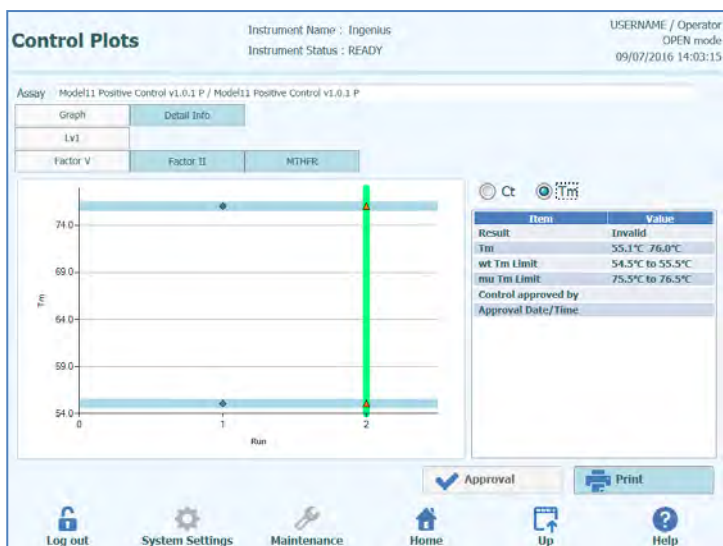 Control Plots
Instrument Name : Ingenius
Instrument Status : READY
USERNAME / Operator
OPEN mode
09/07/2016 14:03:15
Assay Model11 Positive Control v1.0.1 P / Model11 Positive Control v1.0.1 P
Graph Detail Info
Lv1
Factor V Factor II MTHFR
Ct Tm
Item Value
Result Invalid
Tm 55.1°C 76.0°C
wt Tm Limit 54.5°C to 55.5°C
mu Tm Limit 75.5°C to 76.5°C
Control approved by
Approval Date/Time
74.0
69.0
Tm
64.0
59.0
54.0
0 1 2
Run
Approval Print
Log out System Settings Maintenance Home Up Help